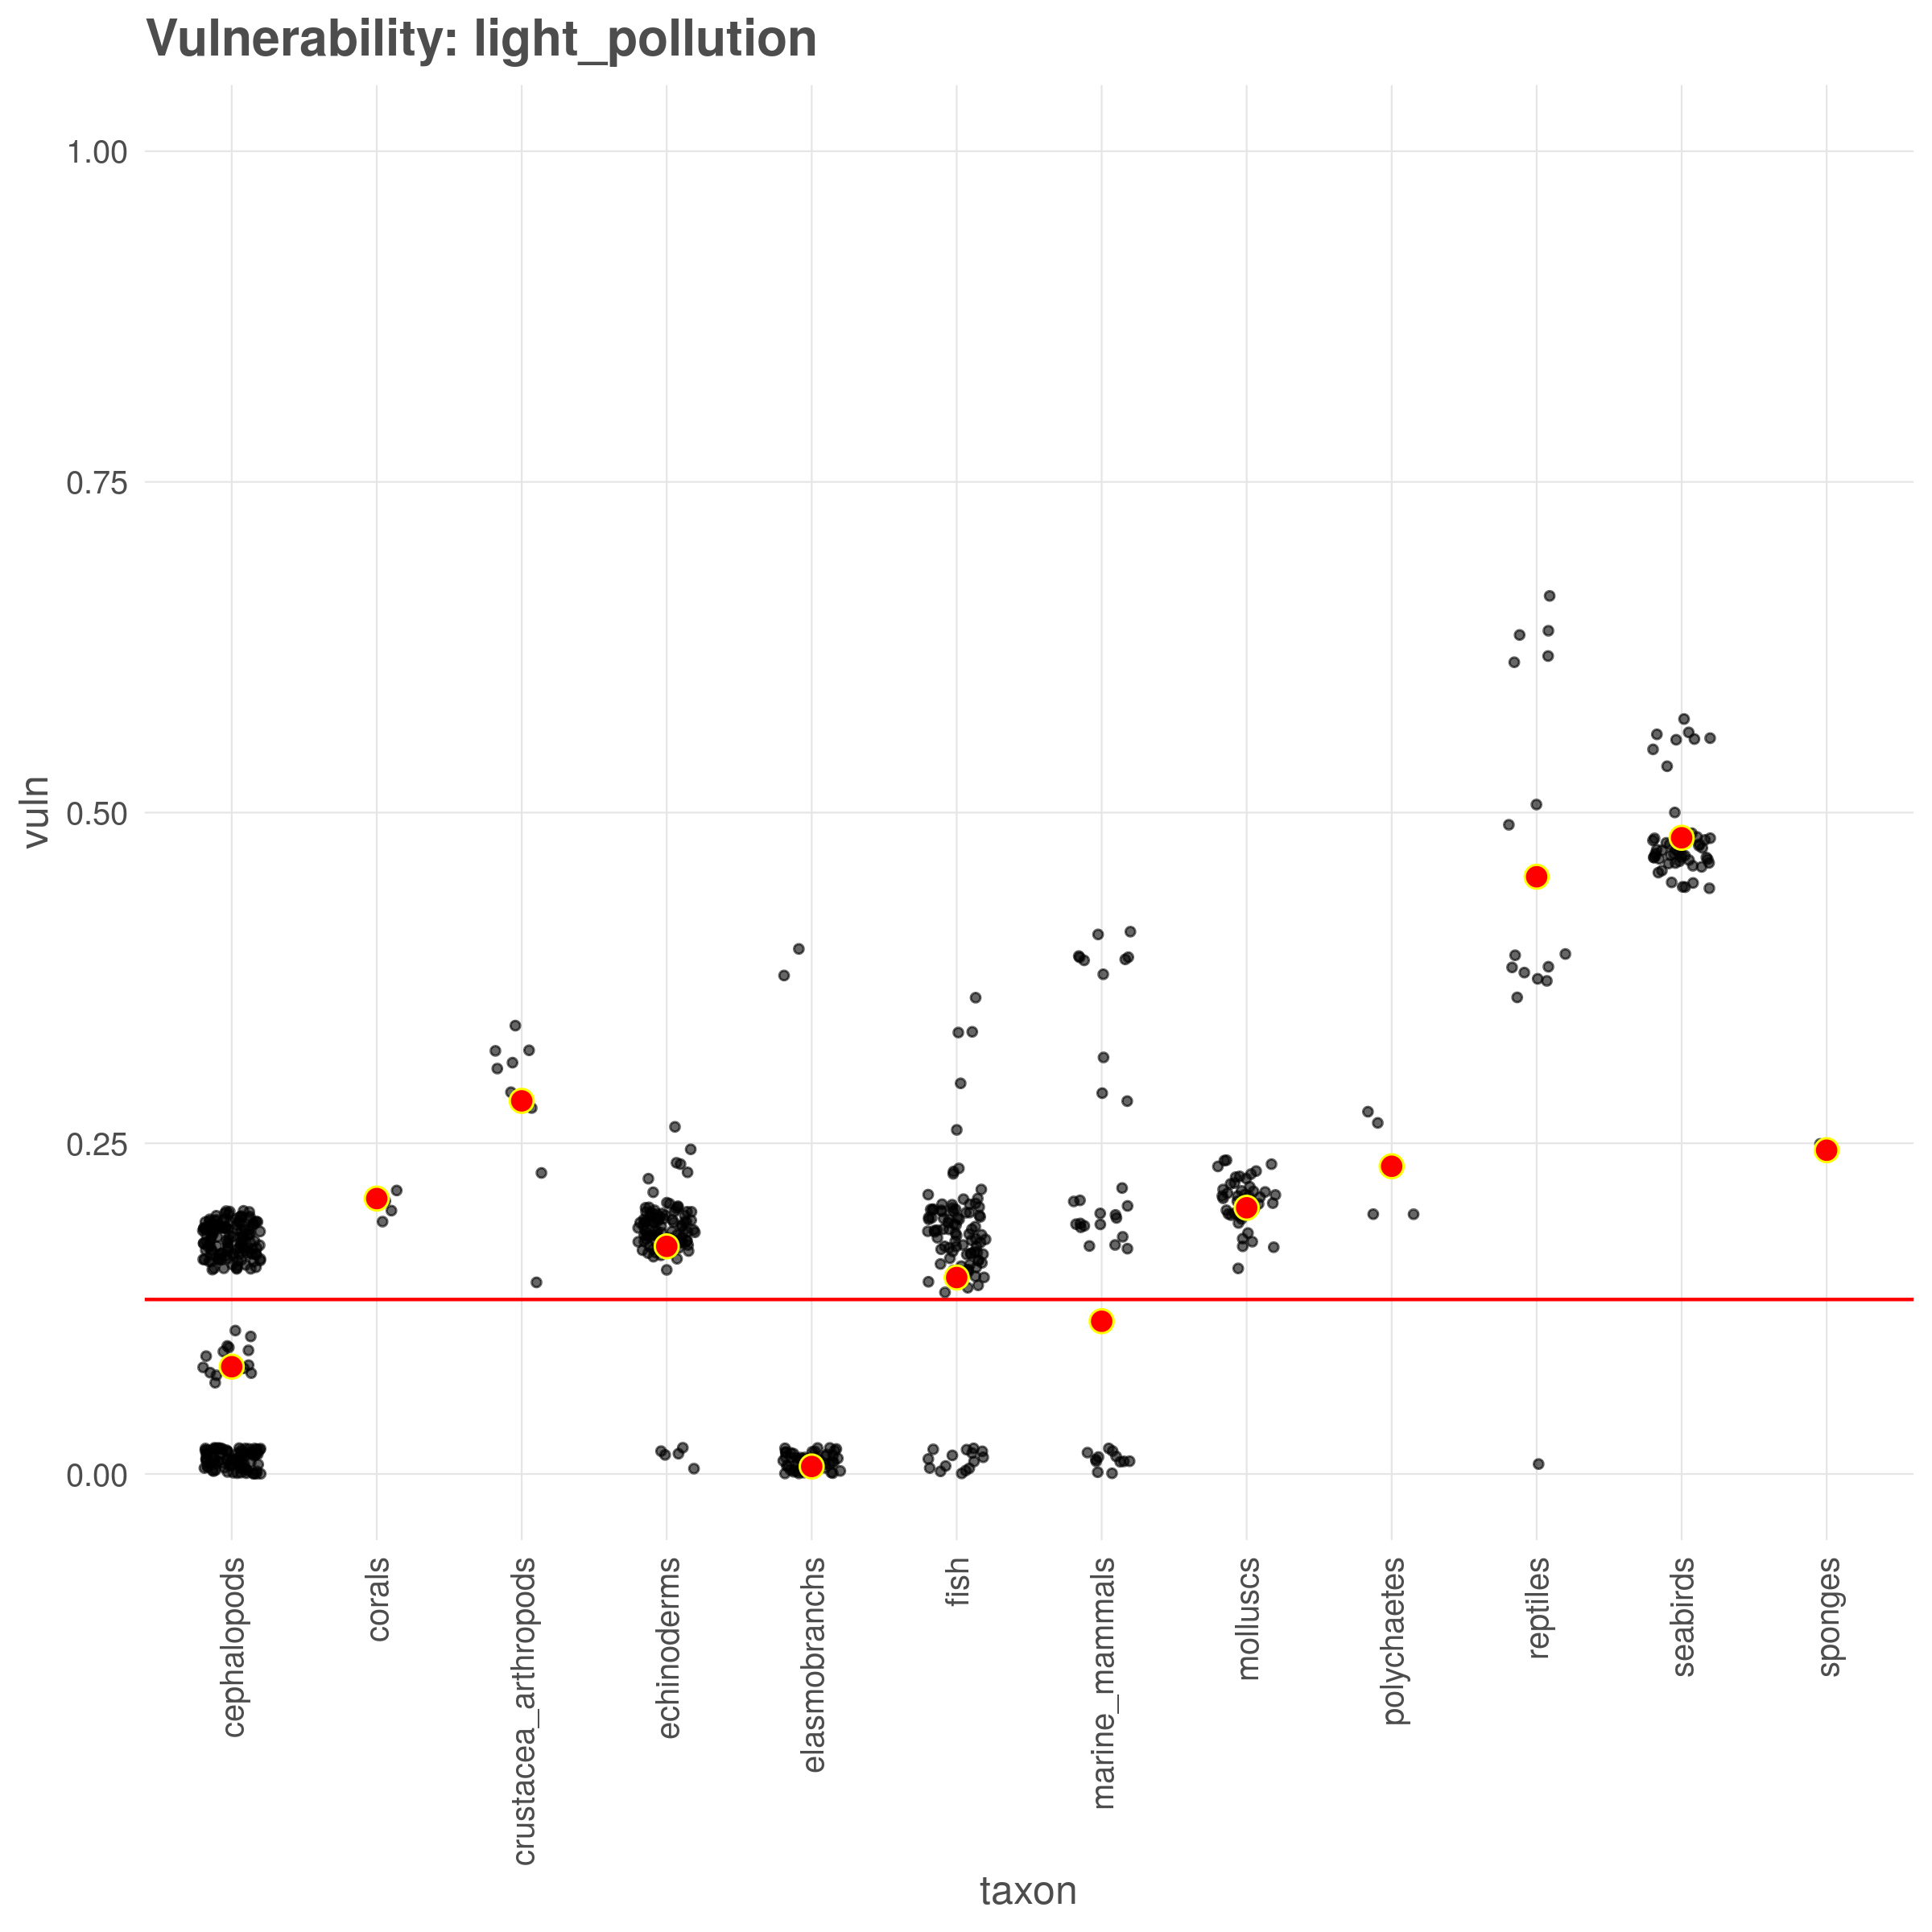 Vulnerability: light_pollution
vuln
1.00
0.75
0.50
0.25
0.00
cephalopods
corals
crustacea_arthropods
echinoderms
elasmobranchs
fish
marine_mammals
molluscs
polychaetes
reptiles
seabirds
sponges
taxon